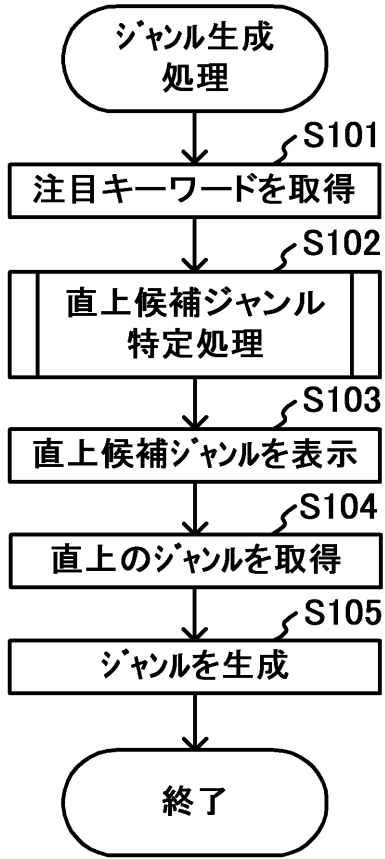 ジャンル生成
処理
S101
注目キーワードを取得
S102
直上候補ジャンル
特定処理
S103
直上候補ジャンルを表示
S104
直上のジャンルを取得
S105
ジャンルを生成
終了